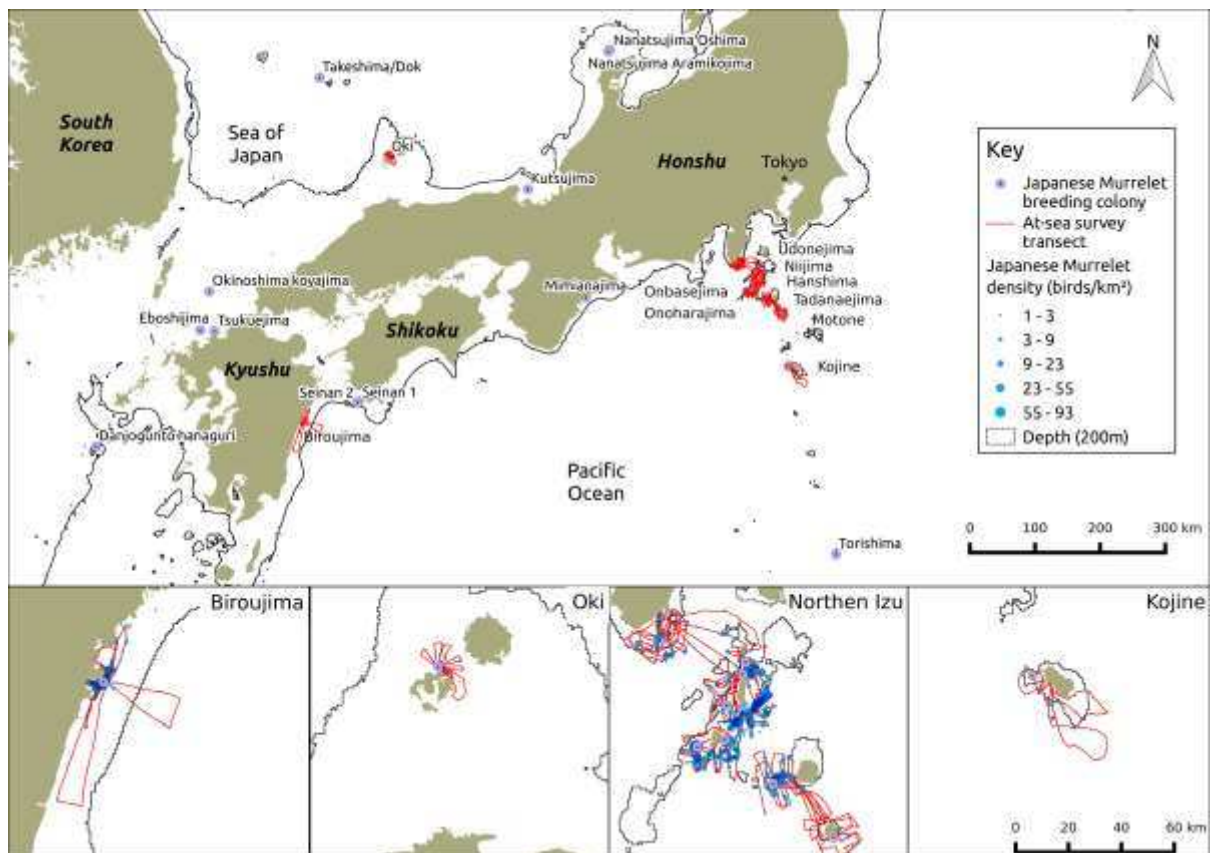 Nanatsujima Oshima
Nanatsujima Aramikojima
Takeshima/Dok
N
South
Korea
Sea of
Japan
Oki
Honshu
Tokyo
Kutsujima
Key
Japanese Murrelet
breeding colony
At-sea survey
transect
Japanese Murrelet
density (birds/km²)
1 - 3
3 - 9
9 - 23
23 - 55
55 - 93
Depth (200m)
Udonejima
Niijima
Hanshima
Tadanaejima
Motone
Kojine
Onbasejima
Onoharajima
Okinoshima koyajima
Mimianajima
Eboshijima
Tsukuejima
Shikoku
Kyushu
Seinan 2
Seinan 1
Biroujima
Danjogunto hanaguri
Pacific
Ocean
Torishima
0 100 200 300 km
Biroujima
Oki
Northen Izu
Kojine
0 20 40 60 km